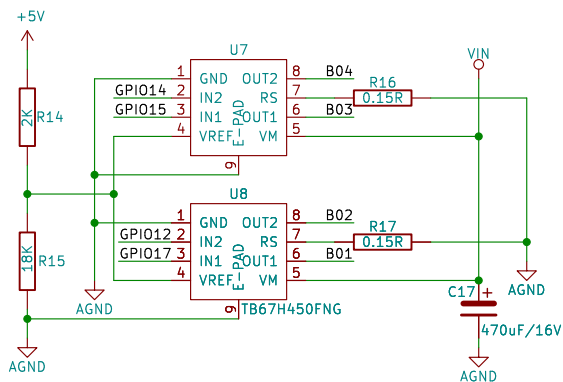 +5V
U7
VIN
1 GND OUT2 8 B04
GPIO14 2 IN2 RS 7 R16 0.15R
GPIO15 3 IN1 OUT1 6 B03
4 VREF VM 5
E-PAD
9
2K R14
U8
1 GND OUT2 8 B02
GPIO12 2 IN2 RS 7 R17 0.15R
GPIO17 3 IN1 OUT1 6 B01
4 VREF VM 5
E-PAD
9
TB67H450FNG
18K R15
AGND
AGND
C17 +
470uF/16V
AGND
AGND